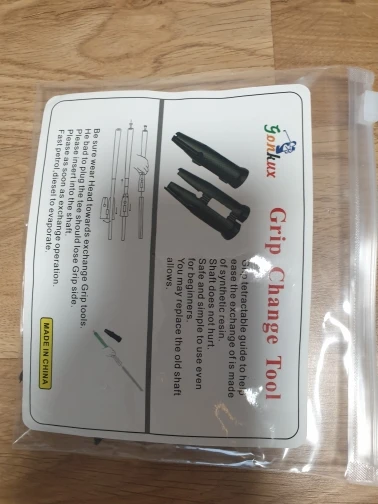 yonkux
Grip Change Tool
Grip tetractable guide to help
ease the exchange of is made
of synthetic resin.
Shaft does not hurt.
Safe and simple to use even
for beginners.
You may replace the old shaft
allows.
Be sure wear Head towards exchange Grip tools.
He bad to plug the tee should lose Grip side.
Please insert into the shaft.
Please as soon as exchange operation.
Fast petrol,diesel to evaporate.
MADE IN CHINA